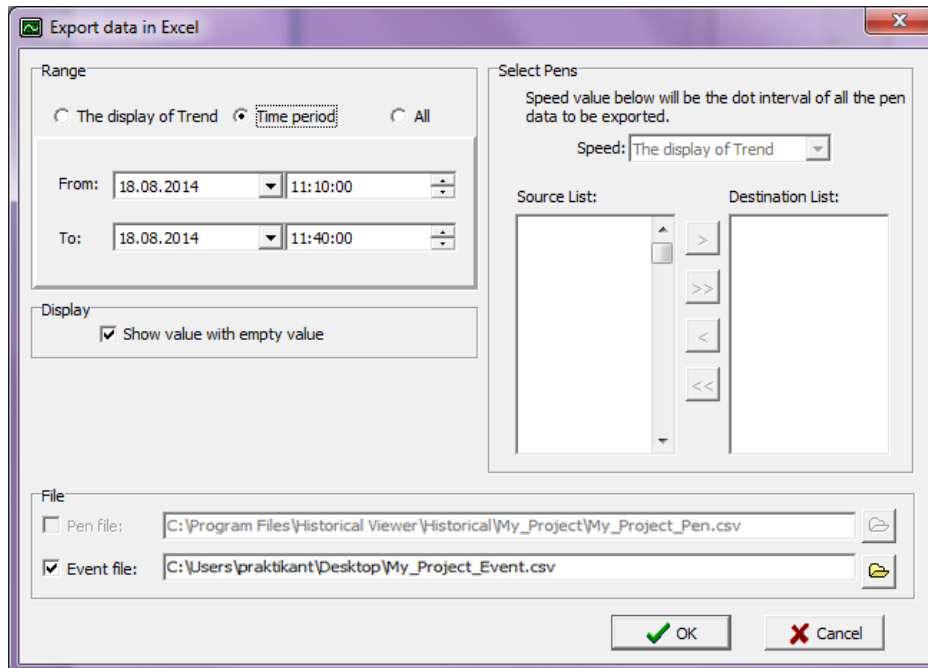 Export data in Excel
Range
The display of Trend Time period All
From: 18.08.2014 11:10:00
To: 18.08.2014 11:40:00
Display
Show value with empty value
Select Pens
Speed value below will be the dot interval of all the pen
data to be exported.
Speed: The display of Trend
Source List: Destination List:
>
>>
<
<<
File
Pen file: C:\Program Files\Historical Viewer\Historical\My_Project\My_Project_Pen.csv
Event file: C:\Users\praktikant\Desktop\My_Project_Event.csv
OK Cancel